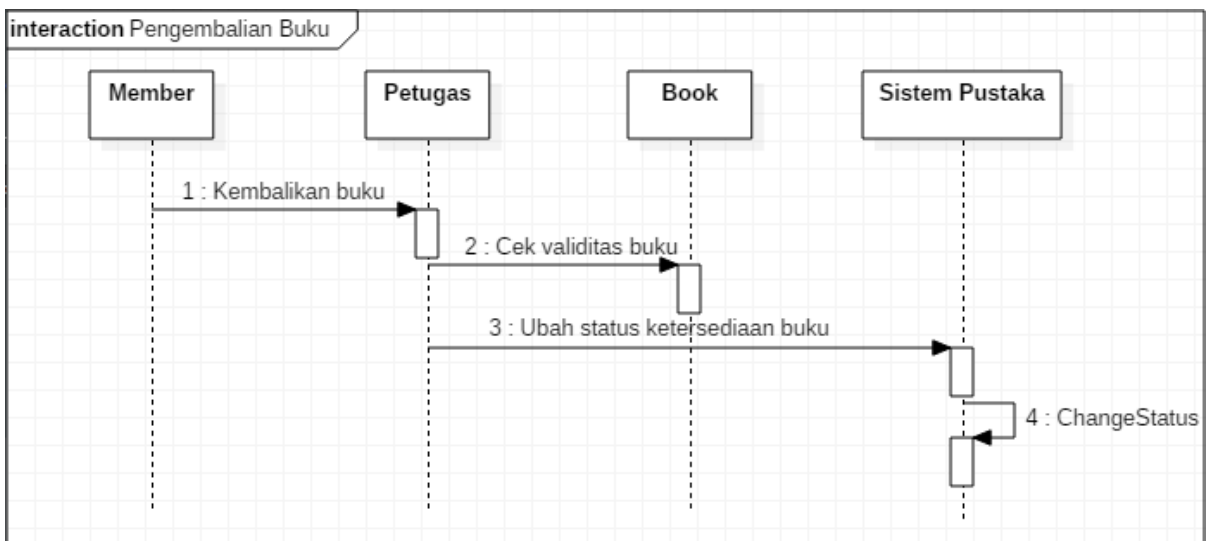 interaction Pengembalian Buku
Member
Petugas
Book
Sistem Pustaka
1 : Kembalikan buku
2 : Cek validitas buku
3 : Ubah status ketersediaan buku
4 : ChangeStatus